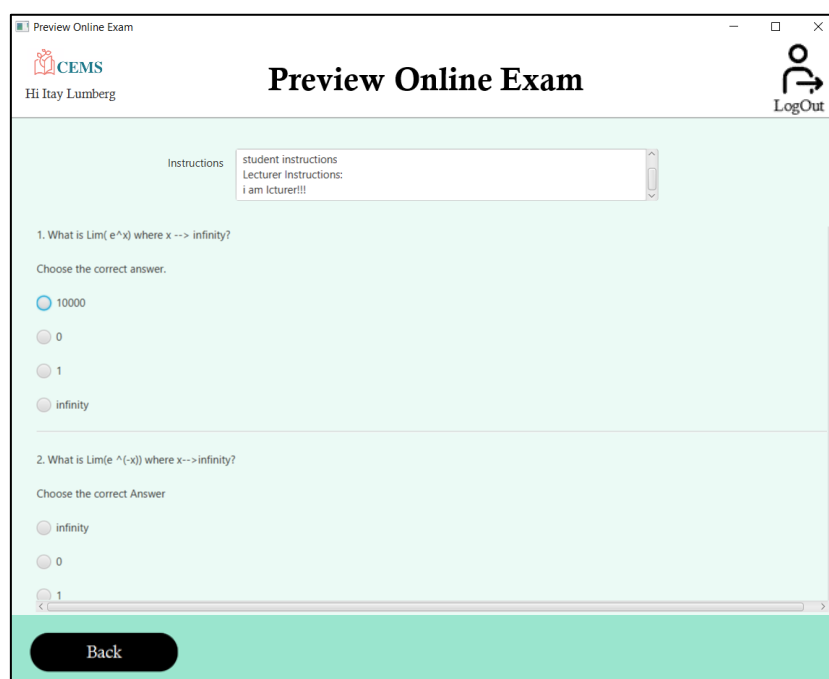 Preview Online Exam
CEMS
Hi Itay Lumberg
Preview Online Exam
LogOut
Instructions
student instructions
Lecturer Instructions:
i am lcturer!!!
1. What is Lim( e^x) where x --> infinity?
Choose the correct answer.
10000
0
1
infinity
2. What is Lim(e ^(-x)) where x-->infinity?
Choose the correct Answer
infinity
0
1
Back